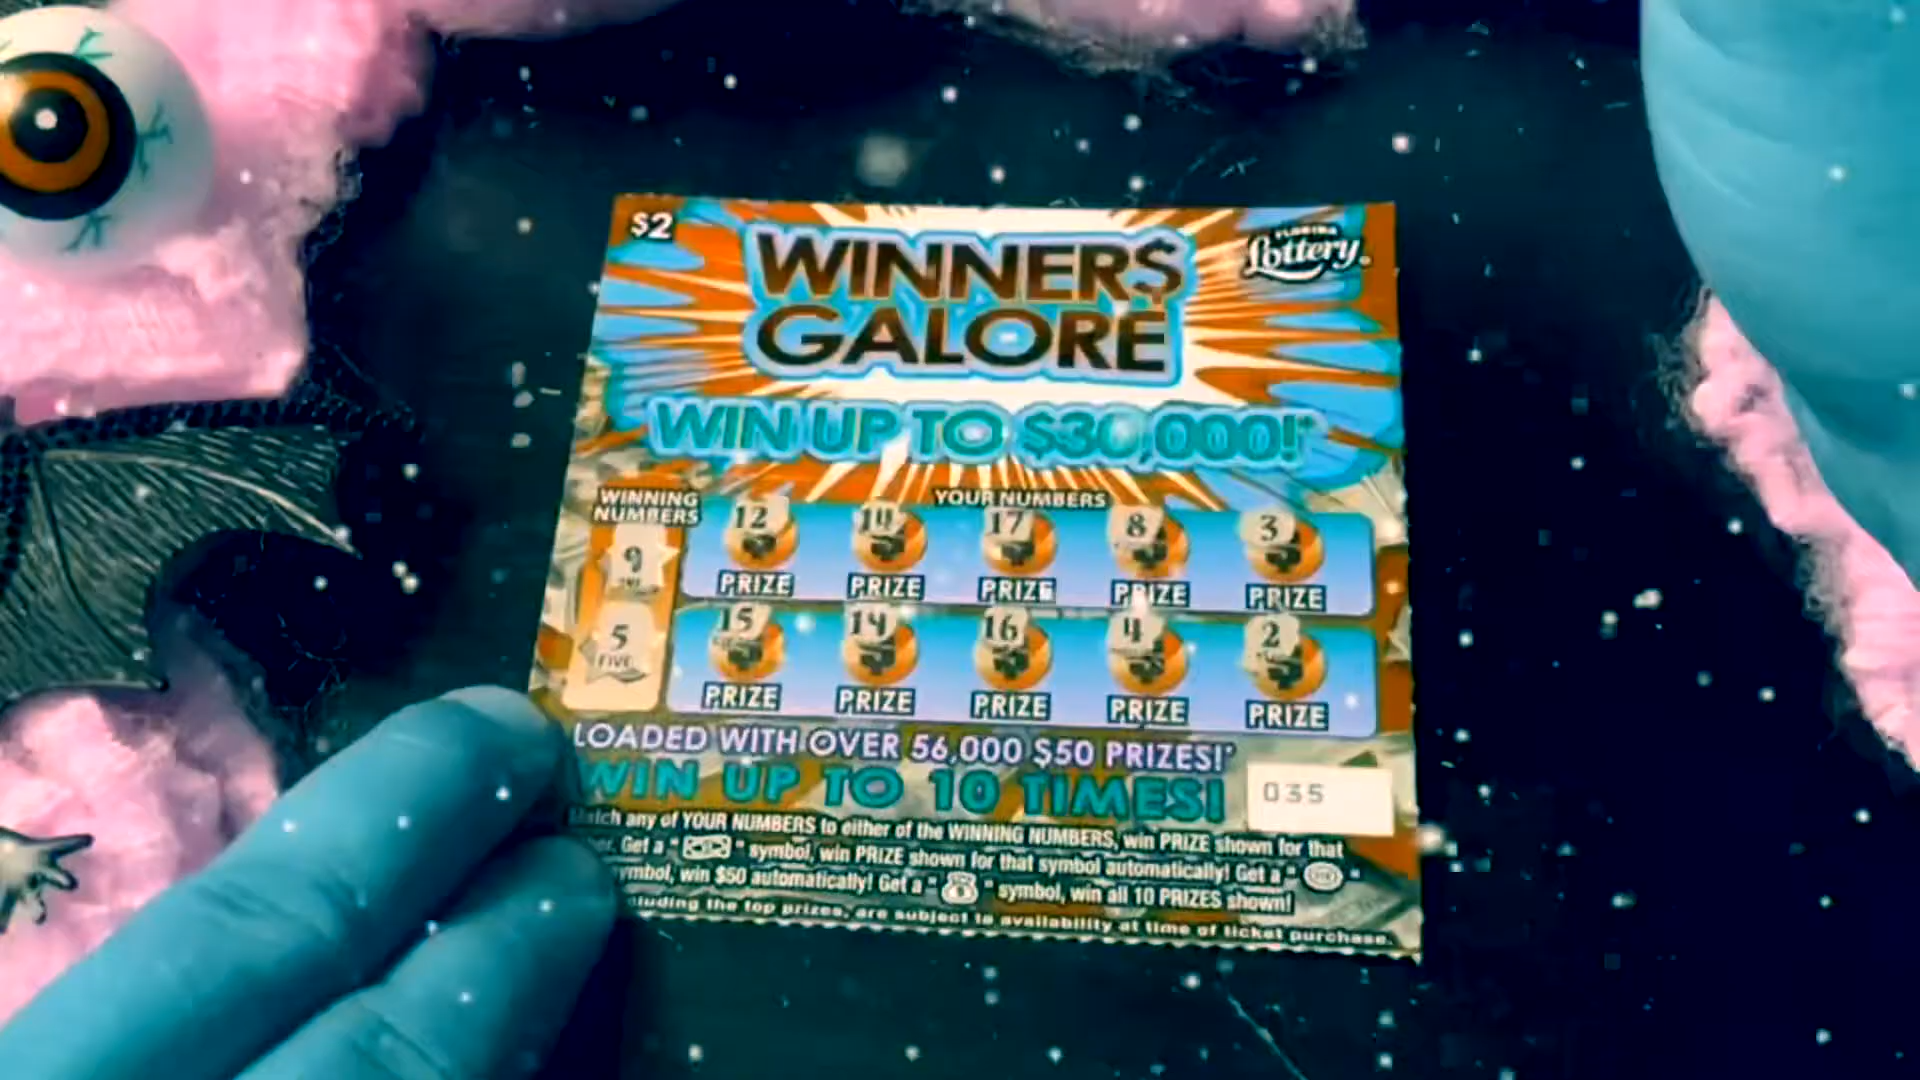 $2
WINNER$
GALORE
FLORIDA
Lottery
WIN UP TO $30,000!*
WINNING
NUMBERS
YOUR NUMBERS
12 14 17 8 3
9
PRIZE PRIZE PRIZE PRIZE PRIZE
15 14 16 4 2
5
FIVE
PRIZE PRIZE PRIZE PRIZE PRIZE
LOADED WITH OVER 56,000 $50 PRIZES!*
WIN UP TO 10 TIMES!
035
Match any of YOUR NUMBERS to either of the WINNING NUMBERS, win PRIZE shown for that
Get a " " symbol, win PRIZE shown for that symbol automatically! Get a " "
symbol, win $50 automatically! Get a " " symbol, win all 10 PRIZES shown!
the top prizes, are subject to availability at time of ticket purchase.